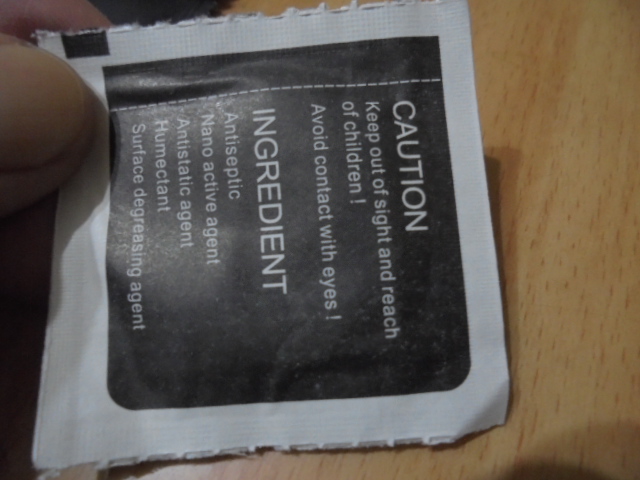 CAUTION
Keep out of sight and reach
of children !
Avoid contact with eyes !
INGREDIENT
Antiseptic
Nano active agent
Antistatic agent
Humectant
Surface degreasing agent